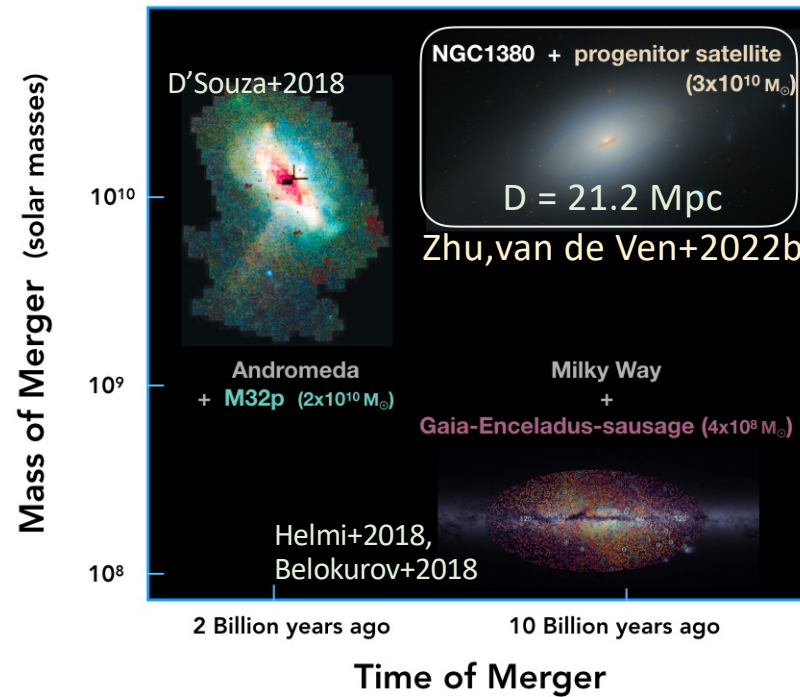 Mass of Merger (solar masses)
10¹⁰
10⁹
10⁸
D'Souza+2018
NGC1380 + progenitor satellite
(3x10¹⁰ M☉)
D = 21.2 Mpc
Zhu,van de Ven+2022b
Andromeda
+ M32p (2x10¹⁰ M☉)
Milky Way
+
Gaia-Enceladus-sausage (4x10⁸ M☉)
Helmi+2018,
Belokurov+2018
120
120
2 Billion years ago
10 Billion years ago
Time of Merger